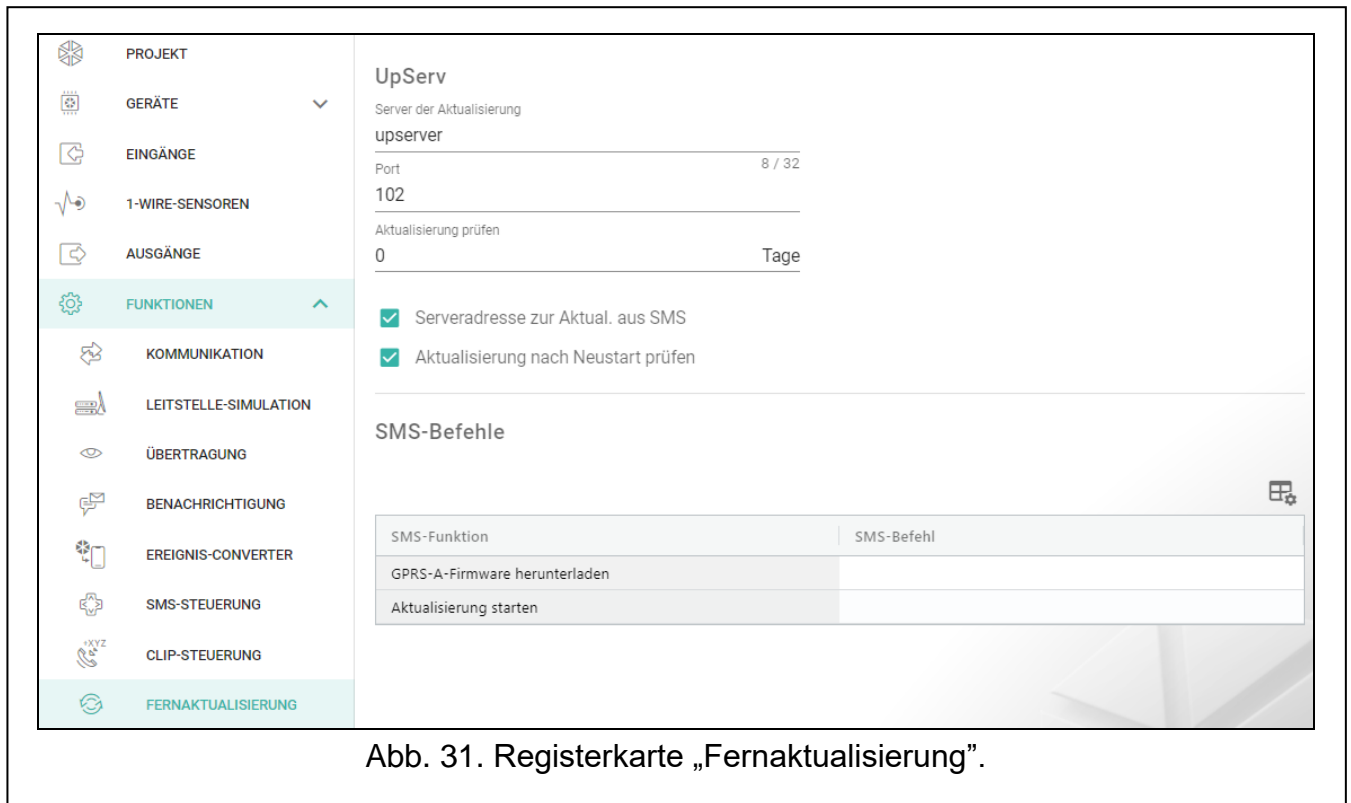 PROJEKT
GERÄTE
EINGÄNGE
1-WIRE-SENSOREN
AUSGÄNGE
FUNKTIONEN
KOMMUNIKATION
LEITSTELLE-SIMULATION
ÜBERTRAGUNG
BENACHRICHTIGUNG
EREIGNIS-CONVERTER
SMS-STEUERUNG
+XYZ
CLIP-STEUERUNG
FERNAKTUALISIERUNG
UpServ
Server der Aktualisierung
upserver
8 / 32
Port
102
Aktualisierung prüfen
0 Tage
Serveradresse zur Aktual. aus SMS
Aktualisierung nach Neustart prüfen
SMS-Befehle
SMS-Funktion SMS-Befehl
GPRS-A-Firmware herunterladen
Aktualisierung starten
Abb. 31. Registerkarte „Fernaktualisierung”.